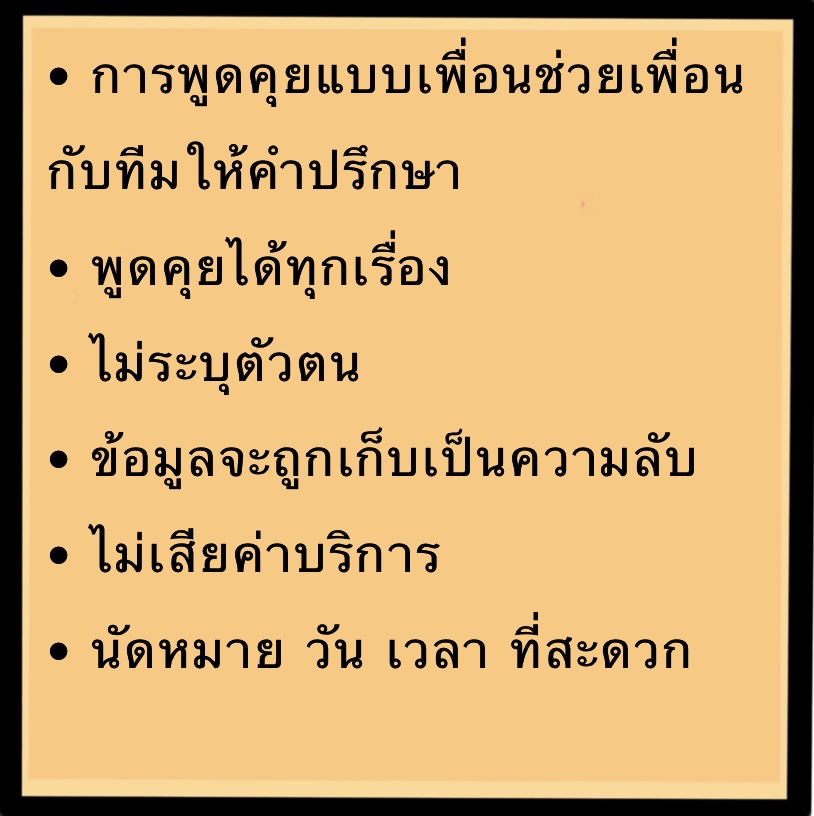 • การพูดคุยแบบเพื่อนช่วยเพื่อน
กับทีมให้คำปรึกษา
• พูดคุยได้ทุกเรื่อง
• ไม่ระบุตัวตน
• ข้อมูลจะถูกเก็บเป็นความลับ
• ไม่เสียค่าบริการ
• นัดหมาย วัน เวลา ที่สะดวก